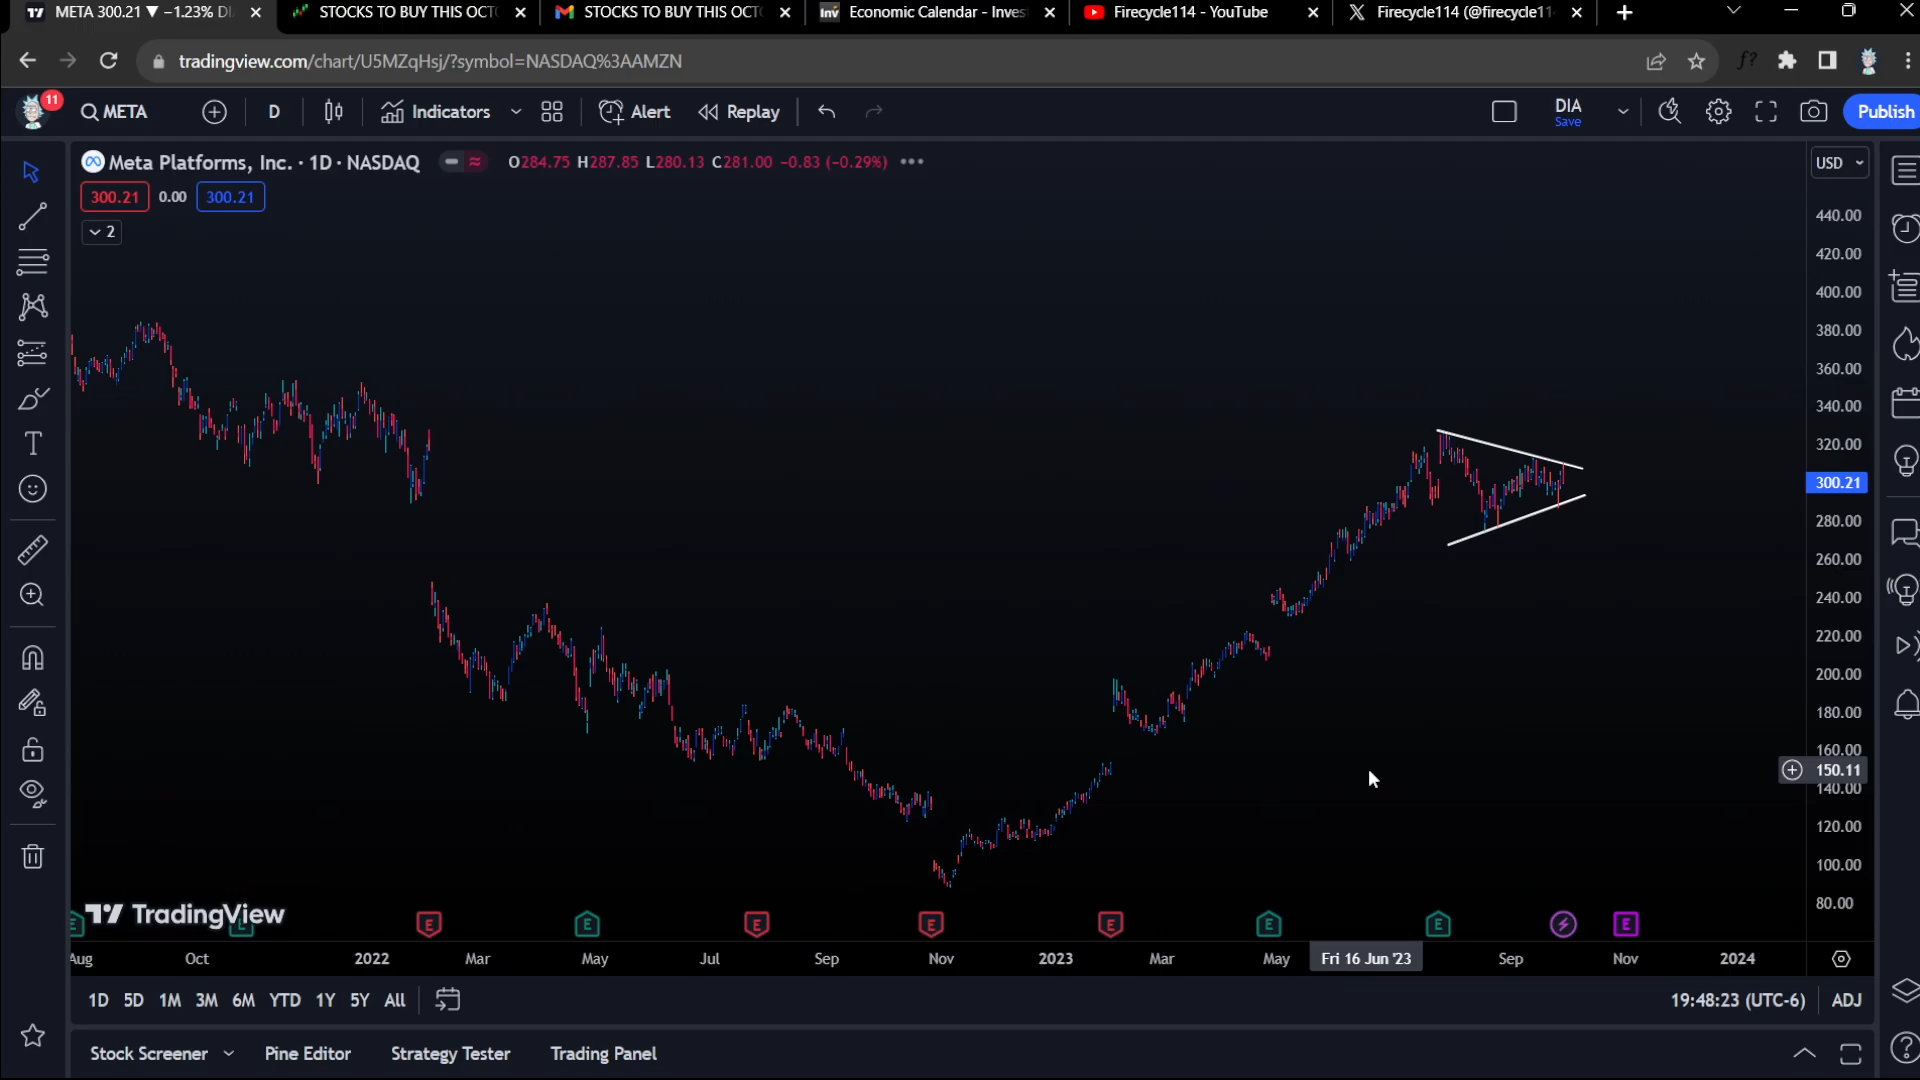 META 300.21 ▼ −1.23% DI
STOCKS TO BUY THIS OCT
STOCKS TO BUY THIS OCT
Economic Calendar - Inves
Firecycle114 - YouTube
Firecycle114 (@firecycle11
tradingview.com/chart/U5MZqHsj/?symbol=NASDAQ%3AAMZN
11
META
D
Indicators
Alert
Replay
DIA
Save
Publish
Meta Platforms, Inc. · 1D · NASDAQ
O284.75 H287.85 L280.13 C281.00 −0.83 (−0.29%)
USD
300.21 0.00 300.21
2
440.00
420.00
400.00
380.00
360.00
340.00
320.00
300.21
280.00
260.00
240.00
220.00
200.00
180.00
160.00
150.11
140.00
120.00
100.00
80.00
TradingView
E E E E E E E E
Aug Oct 2022 Mar May Jul Sep Nov 2023 Mar May Fri 16 Jun '23 Sep Nov 2024
1D 5D 1M 3M 6M YTD 1Y 5Y All
19:48:23 (UTC-6) ADJ
Stock Screener Pine Editor Strategy Tester Trading Panel